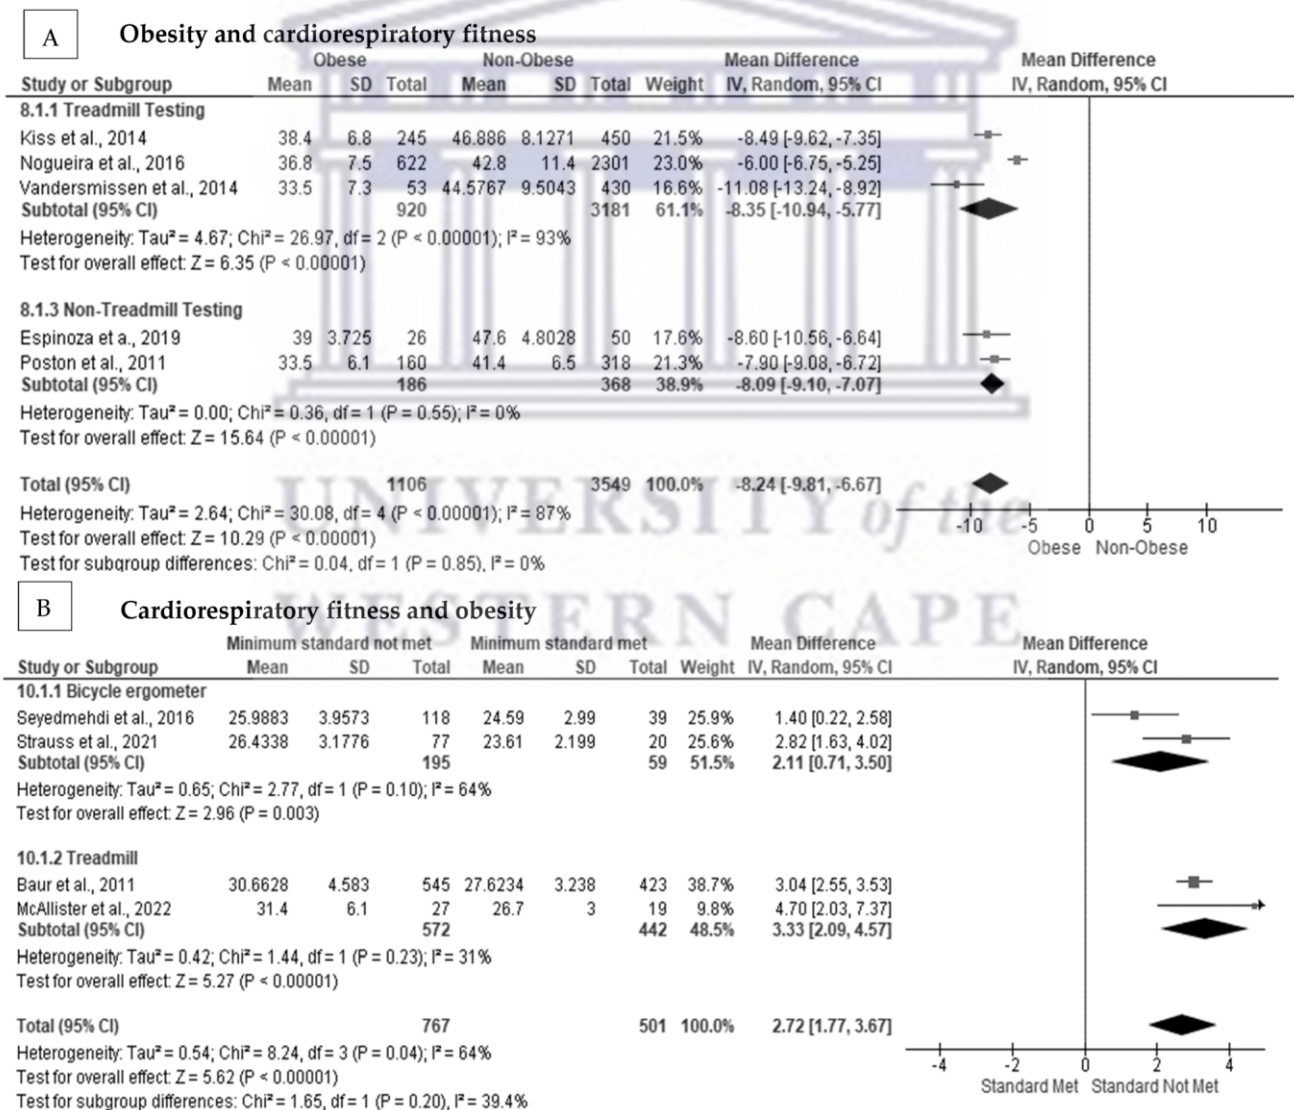 A Obesity and cardiorespiratory fitness
Obese Non-Obese Mean Difference Mean Difference
Study or Subgroup Mean SD Total Mean SD Total Weight IV, Random, 95% CI IV, Random, 95% CI
8.1.1 Treadmill Testing
Kiss et al., 2014 38.4 6.8 245 46.886 8.1271 450 21.5% -8.49 [-9.62, -7.35]
Nogueira et al., 2016 36.8 7.5 622 42.8 11.4 2301 23.0% -6.00 [-6.75, -5.25]
Vandersmissen et al., 2014 33.5 7.3 53 44.5767 9.5043 430 16.6% -11.08 [-13.24, -8.92]
Subtotal (95% CI) 920 3181 61.1% -8.35 [-10.94, -5.77]
Heterogeneity: Tau² = 4.67; Chi² = 26.97, df = 2 (P < 0.00001); I² = 93%
Test for overall effect: Z = 6.35 (P < 0.00001)
8.1.3 Non-Treadmill Testing
Espinoza et a., 2019 39 3.725 26 47.6 4.8028 50 17.6% -8.60 [-10.56, -6.64]
Poston et al., 2011 33.5 6.1 160 41.4 6.5 318 21.3% -7.90 [-9.08, -6.72]
Subtotal (95% CI) 186 368 38.9% -8.09 [-9.10, -7.07]
Heterogeneity: Tau² = 0.00; Chi² = 0.36, df = 1 (P = 0.55); I² = 0%
Test for overall effect: Z = 15.64 (P < 0.00001)
Total (95% CI) 1106 3549 100.0% -8.24 [-9.81, -6.67]
UNIVERSITY of the
Heterogeneity: Tau² = 2.64; Chi² = 30.08, df = 4 (P < 0.00001); I² = 87%
-10 -5 0 5 10
Test for overall effect: Z = 10.29 (P < 0.00001)
Obese Non-Obese
Test for subgroup differences: Chi² = 0.04, df = 1 (P = 0.85), I² = 0%
WESTERN CAPE
B Cardiorespiratory fitness and obesity
Minimum standard not met Minimum standard met Mean Difference Mean Difference
Study or Subgroup Mean SD Total Mean SD Total Weight IV, Random, 95% CI IV, Random, 95% CI
10.1.1 Bicycle ergometer
Seyedmehdi et al., 2016 25.9883 3.9573 118 24.59 2.99 39 25.9% 1.40 [0.22, 2.58]
Strauss et al., 2021 26.4338 3.1776 77 23.61 2.199 20 25.6% 2.82 [1.63, 4.02]
Subtotal (95% CI) 195 59 51.5% 2.11 [0.71, 3.50]
Heterogeneity: Tau² = 0.65; Chi² = 2.77, df = 1 (P = 0.10); I² = 64%
Test for overall effect: Z = 2.96 (P = 0.003)
10.1.2 Treadmill
Baur et al., 2011 30.6628 4.583 545 27.6234 3.238 423 38.7% 3.04 [2.55, 3.53]
McAllister et al., 2022 31.4 6.1 27 26.7 3 19 9.8% 4.70 [2.03, 7.37]
Subtotal (95% CI) 572 442 48.5% 3.33 [2.09, 4.57]
Heterogeneity: Tau² = 0.42; Chi² = 1.44, df = 1 (P = 0.23); I² = 31%
Test for overall effect: Z = 5.27 (P < 0.00001)
Total (95% CI) 767 501 100.0% 2.72 [1.77, 3.67]
Heterogeneity: Tau² = 0.54; Chi² = 8.24, df = 3 (P = 0.04); I² = 64%
-4 -2 0 2 4
Test for overall effect: Z = 5.62 (P < 0.00001)
Standard Met Standard Not Met
Test for subgroup differences: Chi² = 1.65, df = 1 (P = 0.20), I² = 39.4%